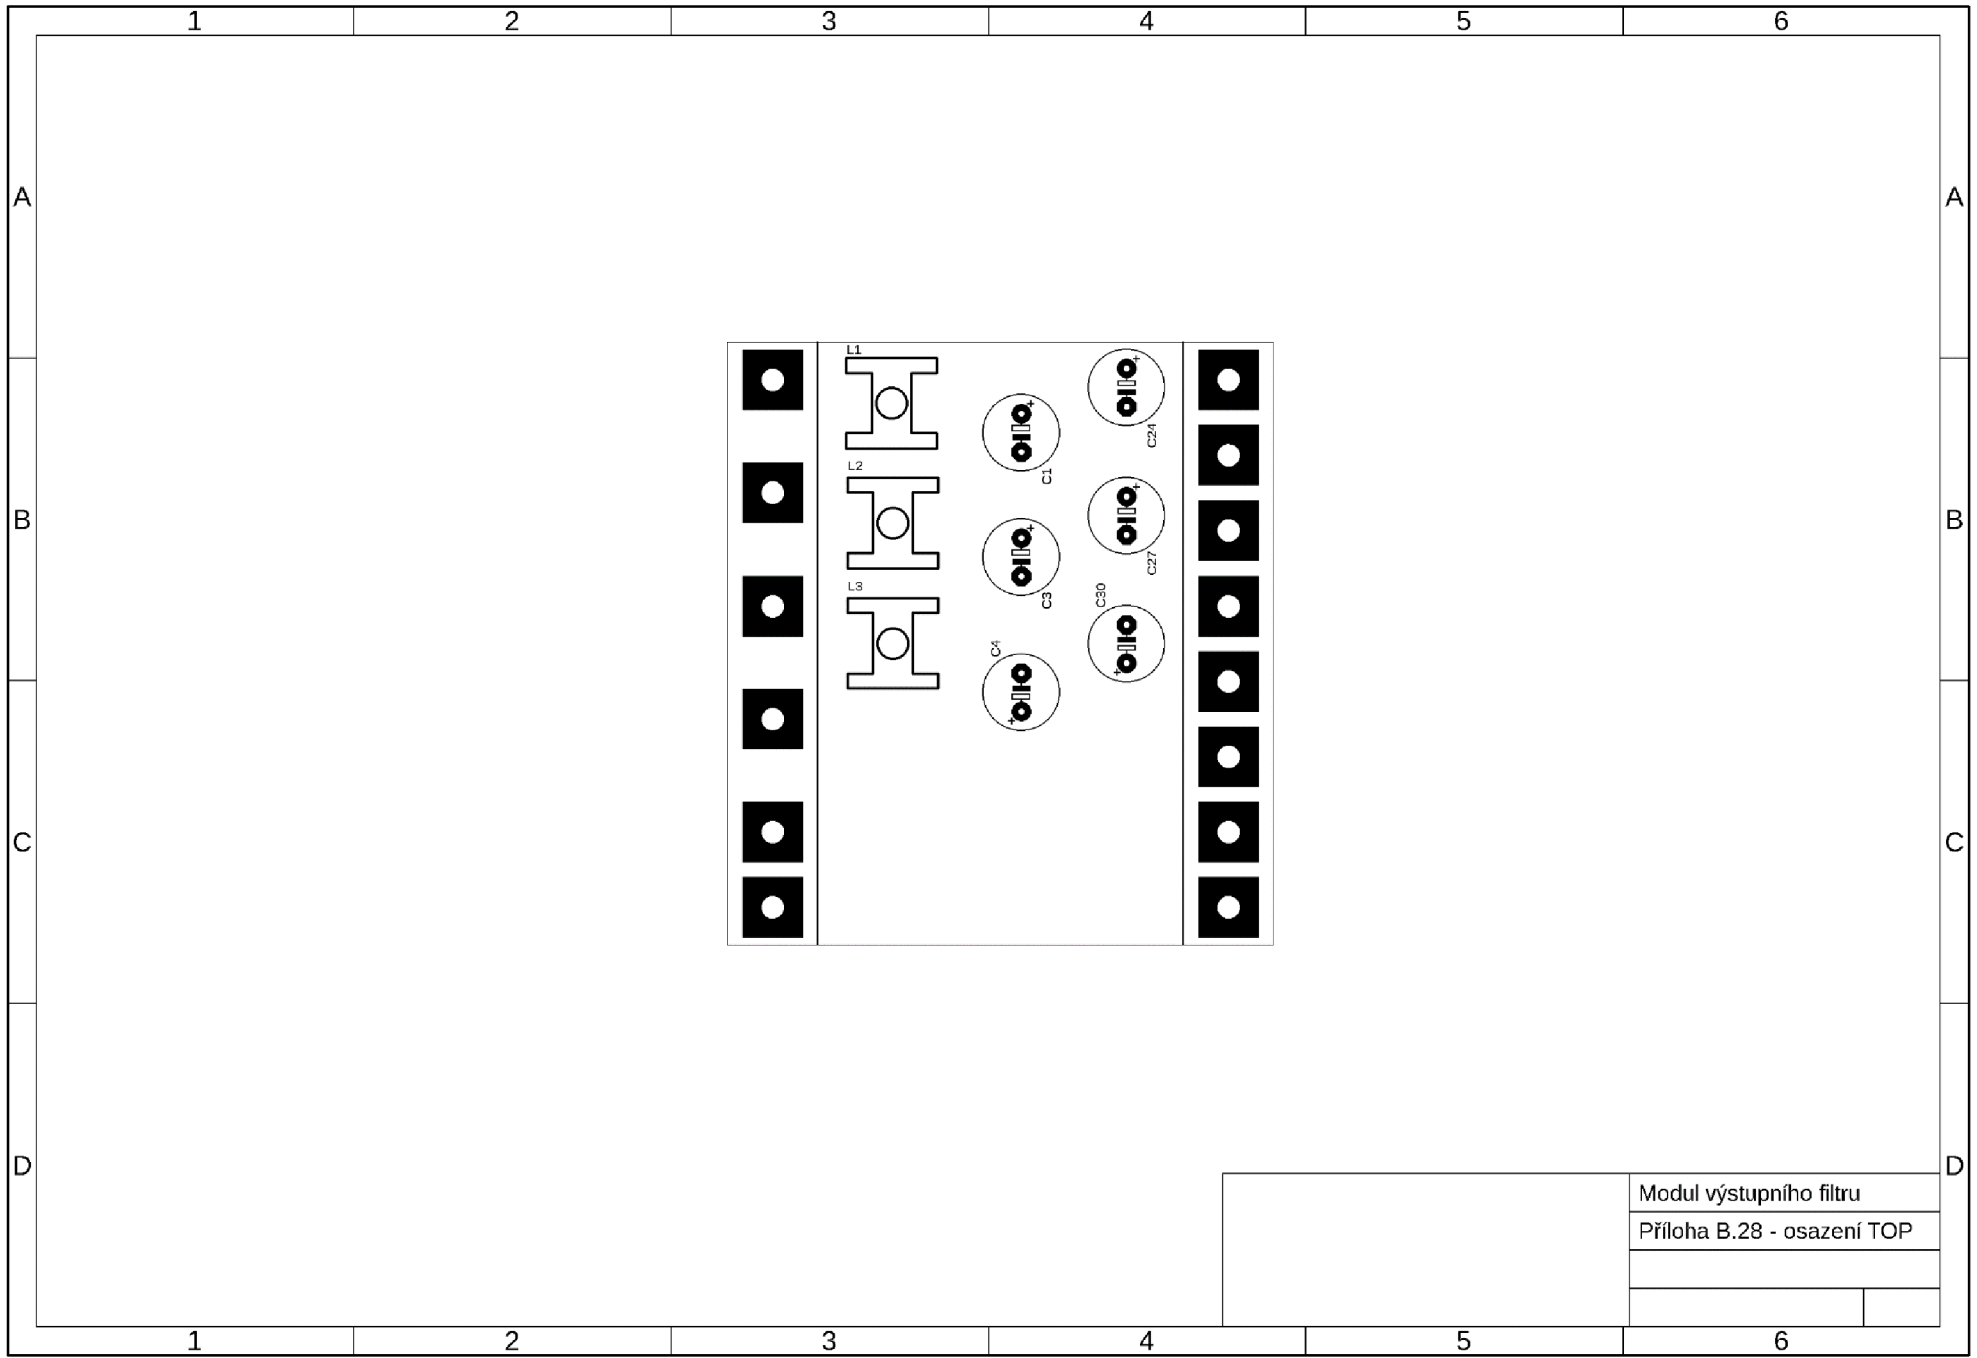 1 2 3 4 5 6
A A
L1
+
C24
+
C1
L2
+
B B
+
C27
C3
L3
C30
C4
+
+
C C
D D
Modul výstupního filtru
Příloha B.28 - osazení TOP
1 2 3 4 5 6